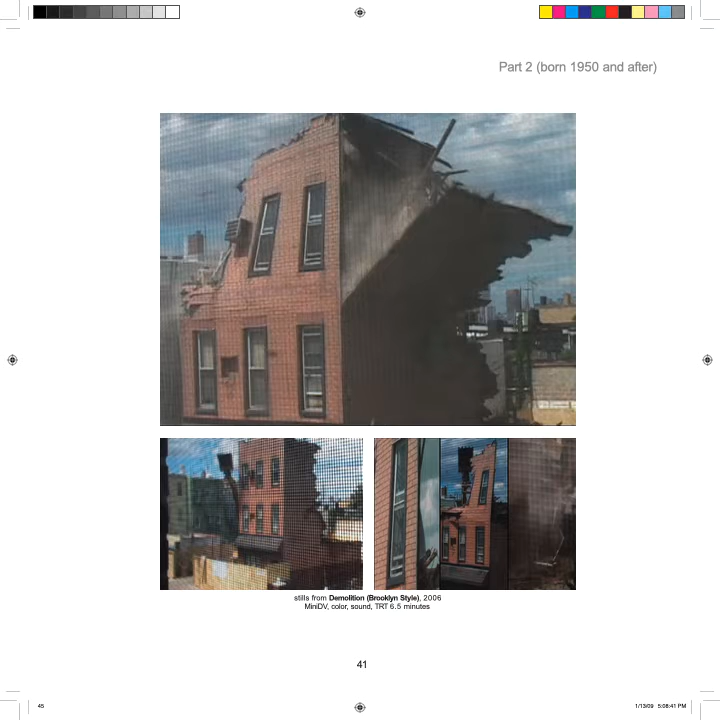 Part 2 (born 1950 and after)
stills from Demolition (Brooklyn Style), 2006
MiniDV, color, sound, TRT 6.5 minutes
41
45
1/13/09 5:08:41 PM